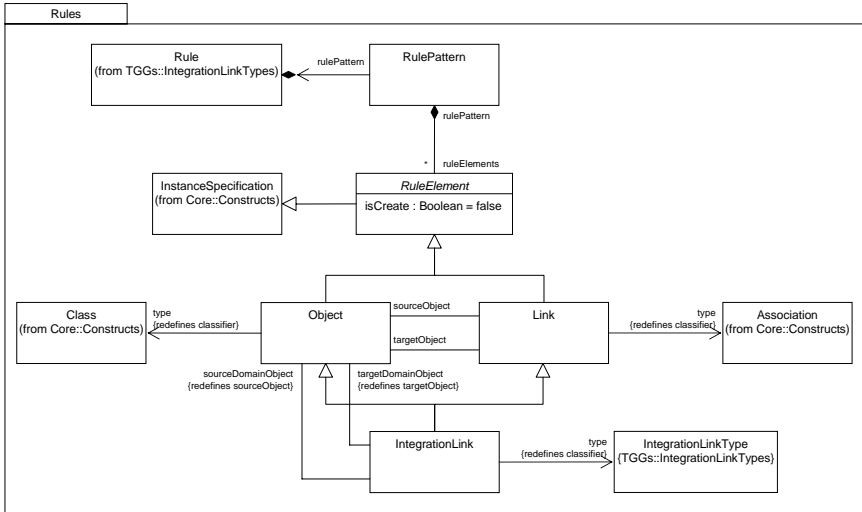 Rules
Rule
(from TGGs::IntegrationLinkTypes)
rulePattern
RulePattern
rulePattern
* ruleElements
InstanceSpecification
(from Core::Constructs)
RuleElement
isCreate : Boolean = false
Class
(from Core::Constructs)
type
{redefines classifier}
Object
sourceObject
targetObject
Link
type
{redefines classifier}
Association
(from Core::Constructs)
sourceDomainObject
{redefines sourceObject}
targetDomainObject
{redefines targetObject}
IntegrationLink
type
{redefines classifier}
IntegrationLinkType
{TGGs::IntegrationLinkTypes}